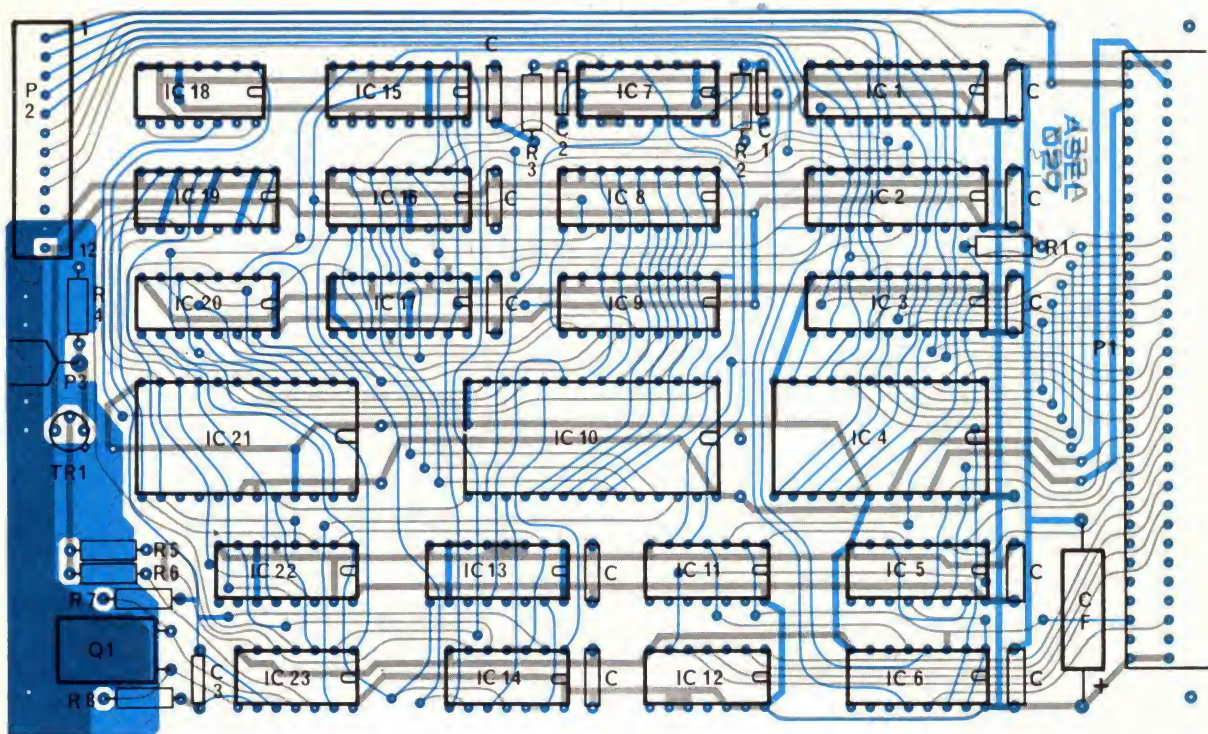 1
P
2
12
IC 18
IC 15
C
R
3
C
2
IC 7
R
2
C
1
IC 1
C
IC 19
IC 16
C
IC 8
IC 2
C
R1
R
4
IC 20
IC 17
C
IC 9
IC 3
C
P3
P1
TR1
IC 21
IC 10
IC 4
R5
R6
R7
IC 22
IC 13
C
IC 11
IC 5
C
C
F
+
Q1
R8
C
3
IC 23
IC 14
C
IC 12
IC 6
C